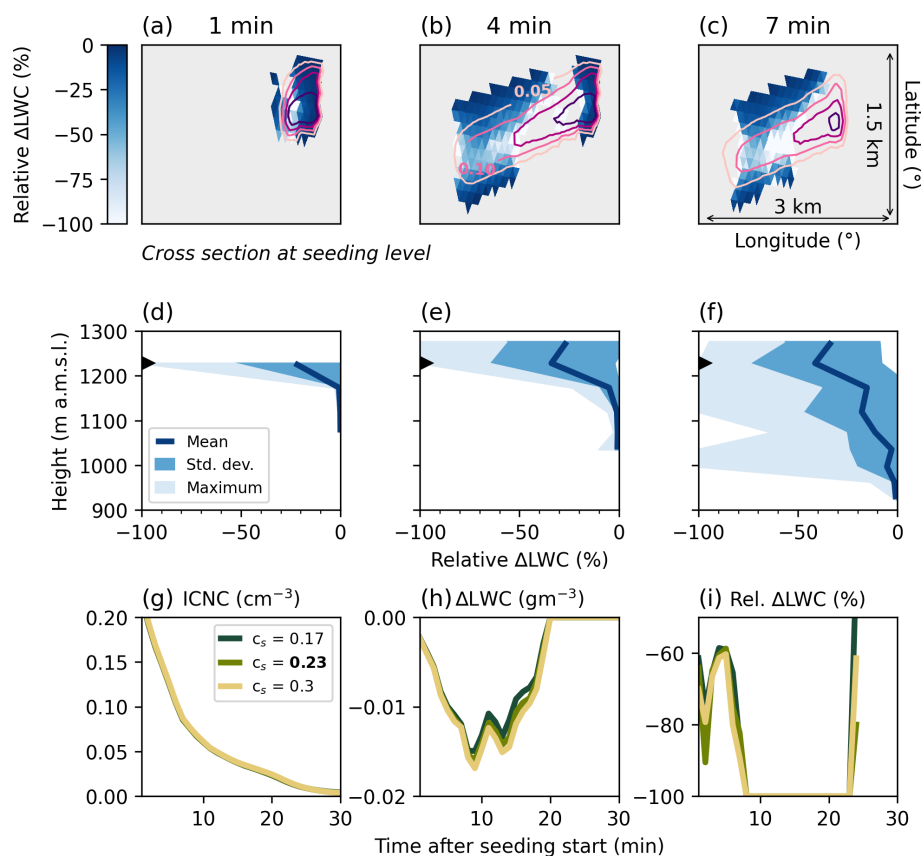 (a) 1 min
(b) 4 min
(c) 7 min
Relative ΔLWC (%)
0
−25
−50
−75
−100
0.05
0.10
1.5 km
3 km
Latitude (°)
Longitude (°)
Cross section at seeding level
(d)
(e)
(f)
Height (m a.m.s.l.)
1300
1200
1100
1000
900
Mean
Std. dev.
Maximum
−100 −50 0
−100 −50 0
−100 −50 0
Relative ΔLWC (%)
(g) ICNC (cm⁻³)
(h) ΔLWC (gm⁻³)
(i) Rel. ΔLWC (%)
0.20
0.15
0.10
0.05
0.00
cₛ = 0.17
cₛ = 0.23
cₛ = 0.3
0.00
−0.01
−0.02
−60
−80
−100
10 20 30
10 20 30
10 20 30
Time after seeding start (min)